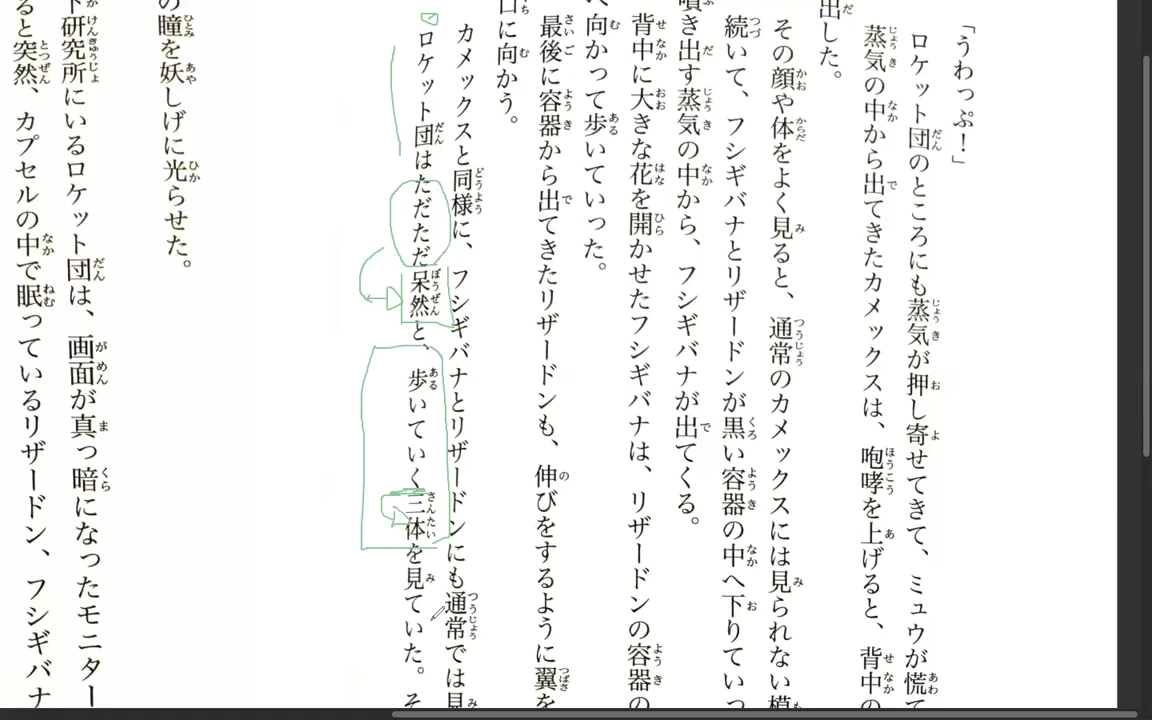 「うわっぷ！」
ロケット団のところにも蒸気が押し寄せてきて、ミュウが慌て
蒸気の中から出てきたカメックスは、咆哮を上げると、背中の
出した。
その顔や体をよく見ると、通常のカメックスには見られない模
続いて、フシギバナとリザードンが黒い容器の中へ下りていっ
噴き出す蒸気の中から、フシギバナが出てくる。
背中に大きな花を開かせたフシギバナは、リザードンの容器の
へ向かって歩いていった。
最後に容器から出てきたリザードンも、伸びをするように翼を
口に向かう。
カメックスと同様に、フシギバナとリザードンにも通常では見
ロケット団はただただ呆然と、歩いていく三体を見ていた。そ
の瞳を妖しげに光らせた。
研究所にいるロケット団は、画面が真っ暗になったモニター
ると突然、カプセルの中で眠っているリザードン、フシギバナ